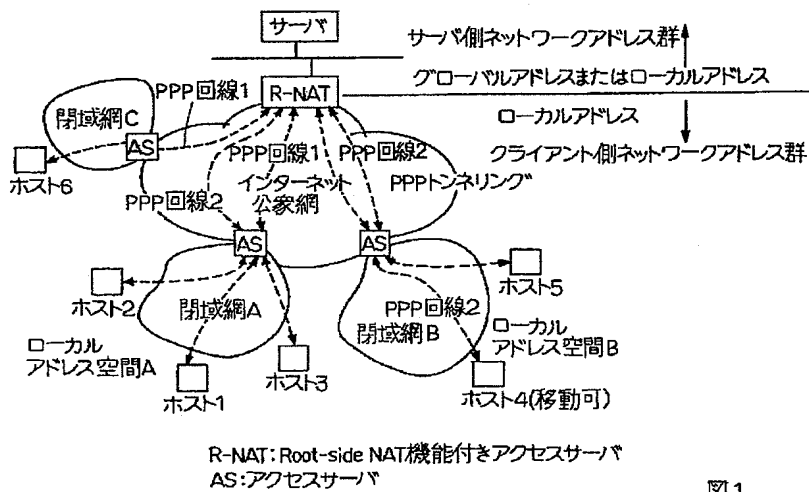 サーバ
サーバ側ネットワークアドレス群
グローバルアドレスまたはローカルアドレス
R-NAT
PPP回線1
閉域網C
AS
ローカルアドレス
クライアント側ネットワークアドレス群
ホスト6
PPP回線1
PPP回線2
インターネット
公衆網
PPPトンネリング
PPP回線2
AS
AS
ホスト2
閉域網A
ホスト5
PPP回線2
閉域網B
ローカル
アドレス空間A
ローカル
アドレス空間B
ホスト1
ホスト3
ホスト4(移動可)
R-NAT:Root-side NAT機能付きアクセスサーバ
AS:アクセスサーバ
図1